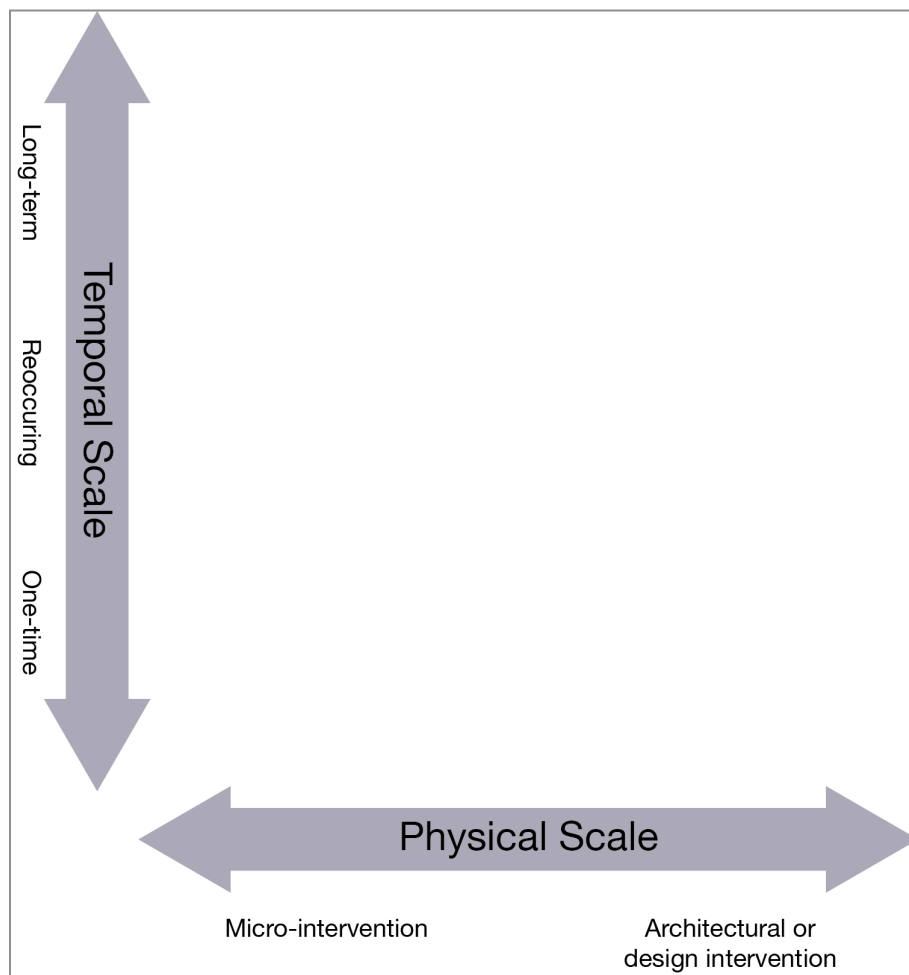 Long-term
Temporal Scale
Reoccuring
One-time
Physical Scale
Micro-intervention
Architectural or
design intervention